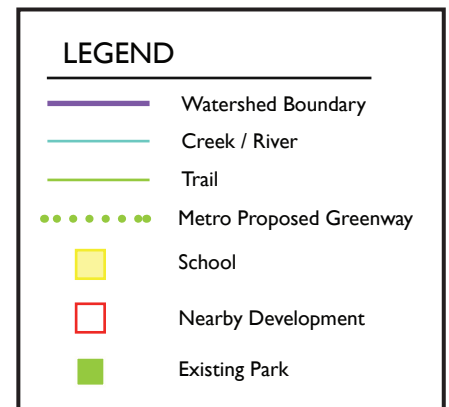 LEGEND
Watershed Boundary
Creek / River
Trail
Metro Proposed Greenway
School
Nearby Development
Existing Park